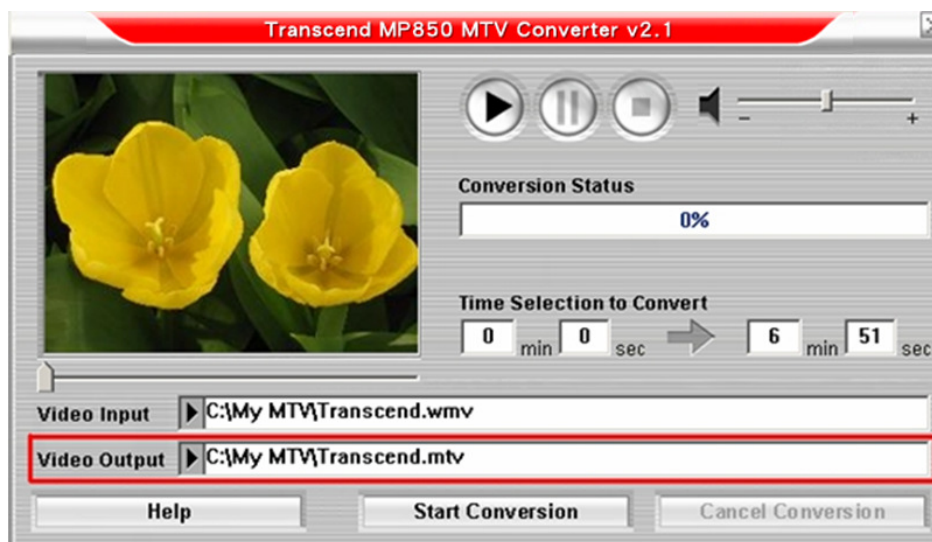 Transcend MP850 MTV Converter v2.1
Conversion Status
0%
Time Selection to Convert
0 min 0 sec 6 min 51 sec
Video Input C:\My MTV\Transcend.wmv
Video Output C:\My MTV\Transcend.mtv
Help Start Conversion Cancel Conversion